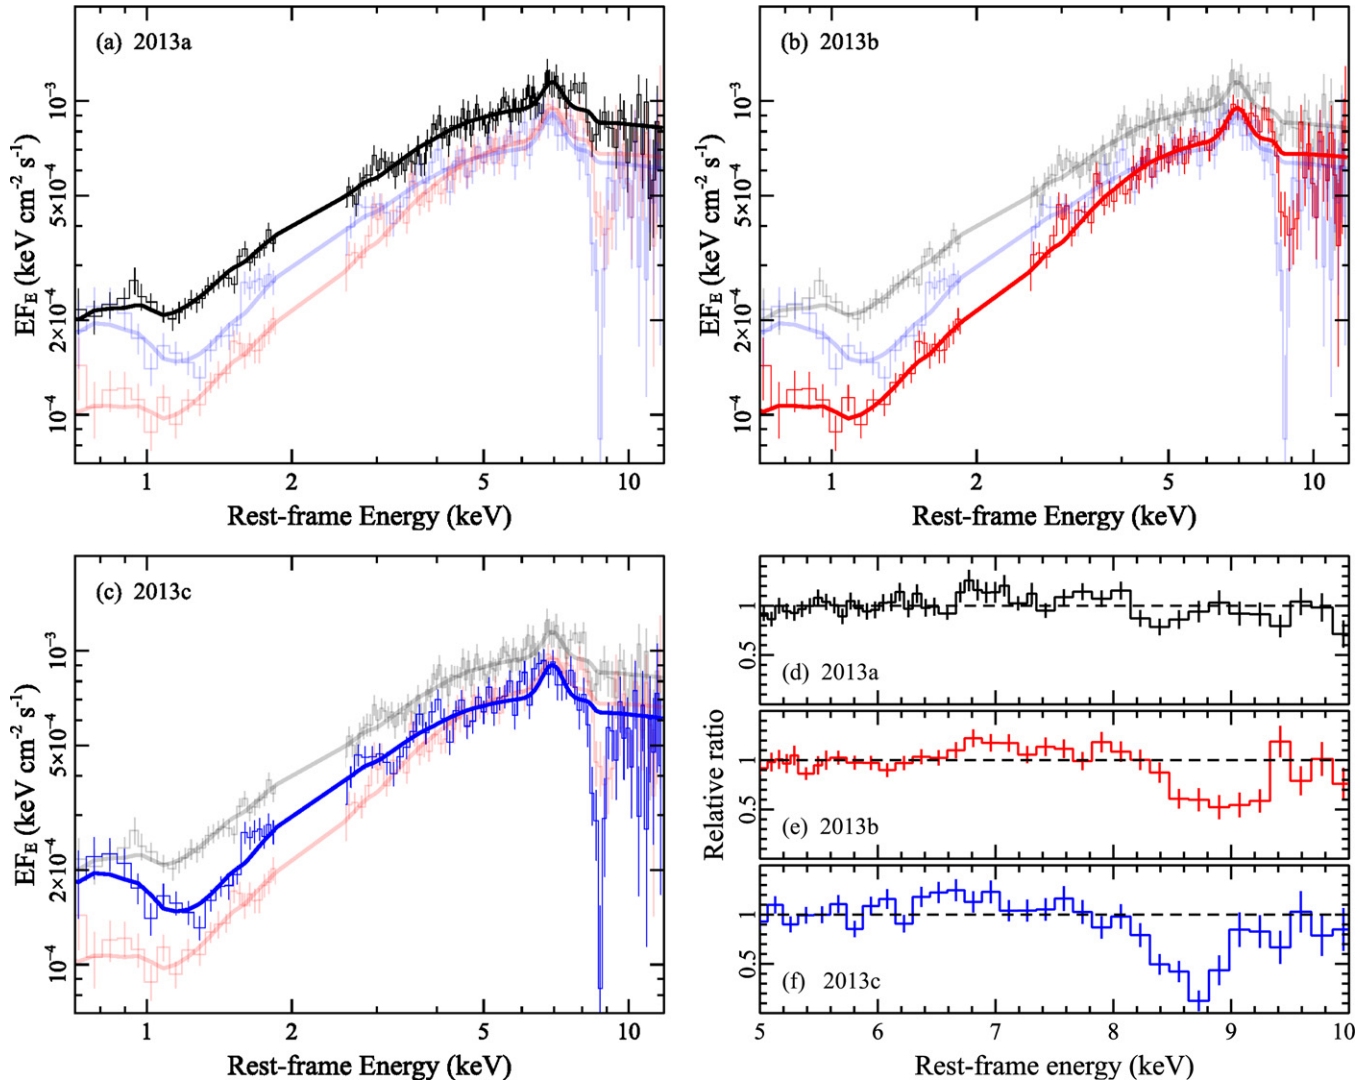 (a) 2013a
10⁻³
5×10⁻⁴
2×10⁻⁴
10⁻⁴
EF_E (keV cm⁻² s⁻¹)
1 2 5 10
Rest-frame Energy (keV)
(b) 2013b
10⁻³
5×10⁻⁴
2×10⁻⁴
10⁻⁴
EF_E (keV cm⁻² s⁻¹)
1 2 5 10
Rest-frame Energy (keV)
(c) 2013c
10⁻³
5×10⁻⁴
2×10⁻⁴
10⁻⁴
EF_E (keV cm⁻² s⁻¹)
1 2 5 10
Rest-frame Energy (keV)
1
0.5
(d) 2013a
Relative ratio
1
0.5
(e) 2013b
1
0.5
(f) 2013c
5 6 7 8 9 10
Rest-frame energy (keV)